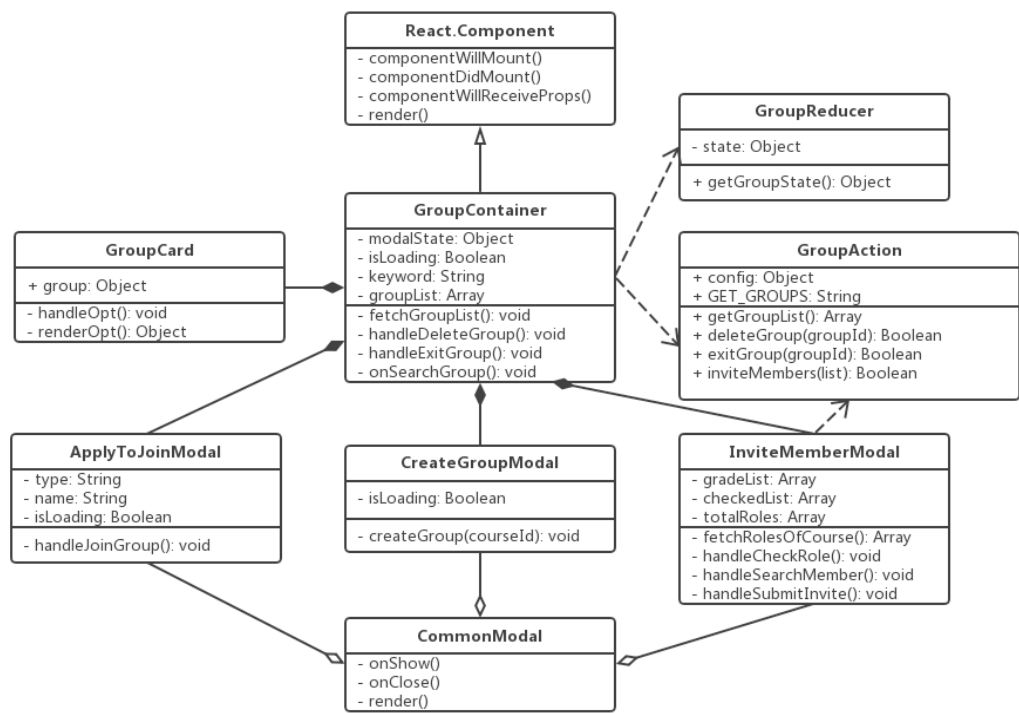 React.Component
- componentWillMount()
- componentDidMount()
- componentWillReceiveProps()
- render()
GroupReducer
- state: Object
+ getGroupState(): Object
GroupContainer
- modalState: Object
- isLoading: Boolean
- keyword: String
- groupList: Array
- fetchGroupList(): void
- handleDeleteGroup(): void
- handleExitGroup(): void
- onSearchGroup(): void
GroupCard
+ group: Object
- handleOpt(): void
- renderOpt(): Object
GroupAction
+ config: Object
+ GET_GROUPS: String
+ getGroupList(): Array
+ deleteGroup(groupId): Boolean
+ exitGroup(groupId): Boolean
+ inviteMembers(list): Boolean
ApplyToJoinModal
- type: String
- name: String
- isLoading: Boolean
- handleJoinGroup(): void
CreateGroupModal
- isLoading: Boolean
- createGroup(courseId): void
InviteMemberModal
- gradeList: Array
- checkedList: Array
- totalRoles: Array
- fetchRolesOfCourse(): Array
- handleCheckRole(): void
- handleSearchMember(): void
- handleSubmitInvite(): void
CommonModal
- onShow()
- onClose()
- render()